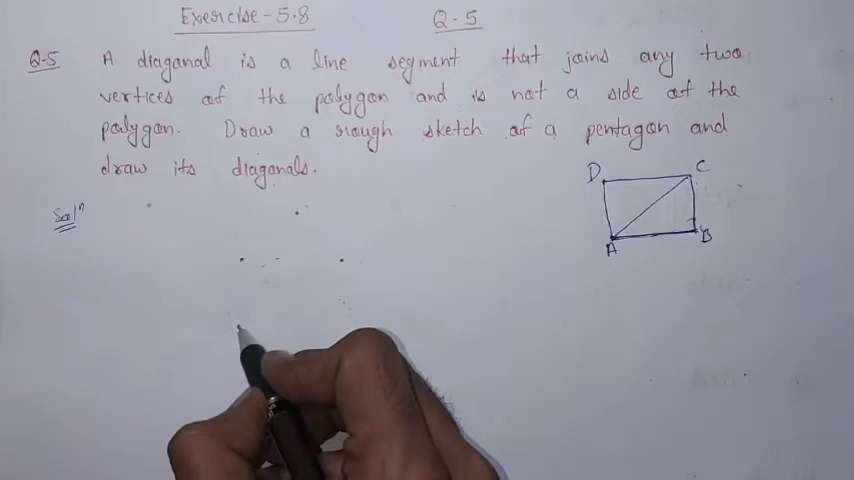 Exercise - 5.8
Q - 5
Q.5 A diagonal is a line segment that joins any two
vertices of the polygon and is not a side of the
polygon. Draw a rough sketch of a pentagon and
draw its diagonals.
D C
Solⁿ
A B